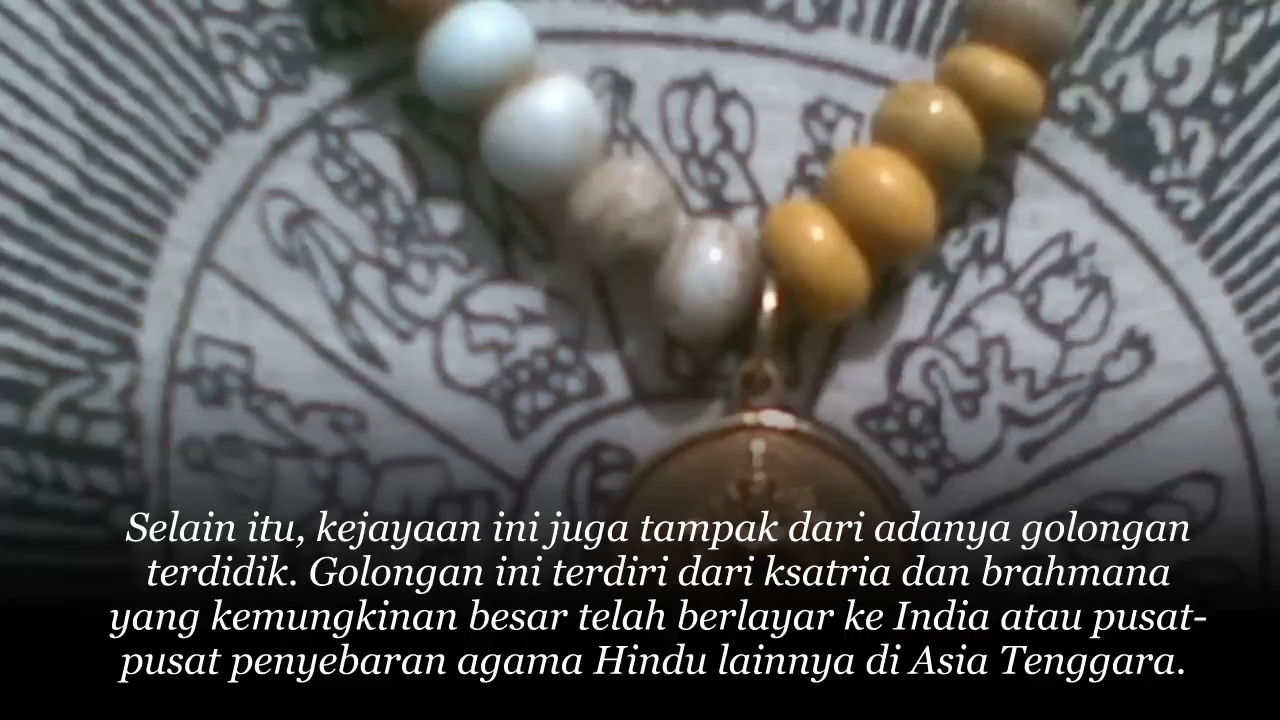 Selain itu, kejayaan ini juga tampak dari adanya golongan
terdidik. Golongan ini terdiri dari ksatria dan brahmana
yang kemungkinan besar telah berlayar ke India atau pusat-
pusat penyebaran agama Hindu lainnya di Asia Tenggara.